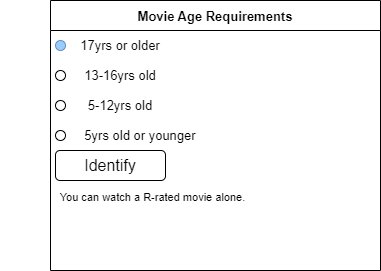 Movie Age Requirements
17yrs or older
13-16yrs old
5-12yrs old
5yrs old or younger
Identify
You can watch a R-rated movie alone.